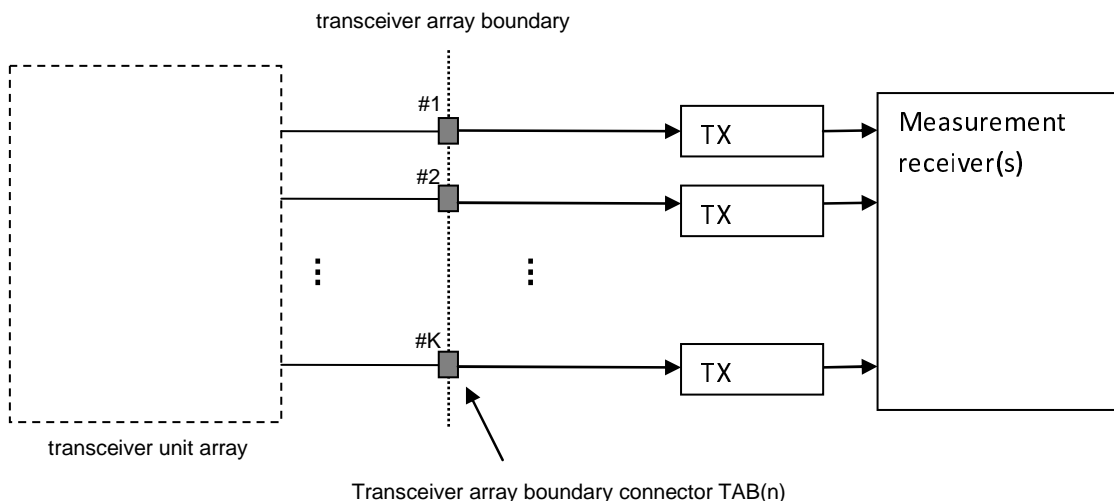 transceiver array boundary
#1
TX
Measurement
receiver(s)
#2
TX
#K
TX
transceiver unit array
Transceiver array boundary connector TAB(n)